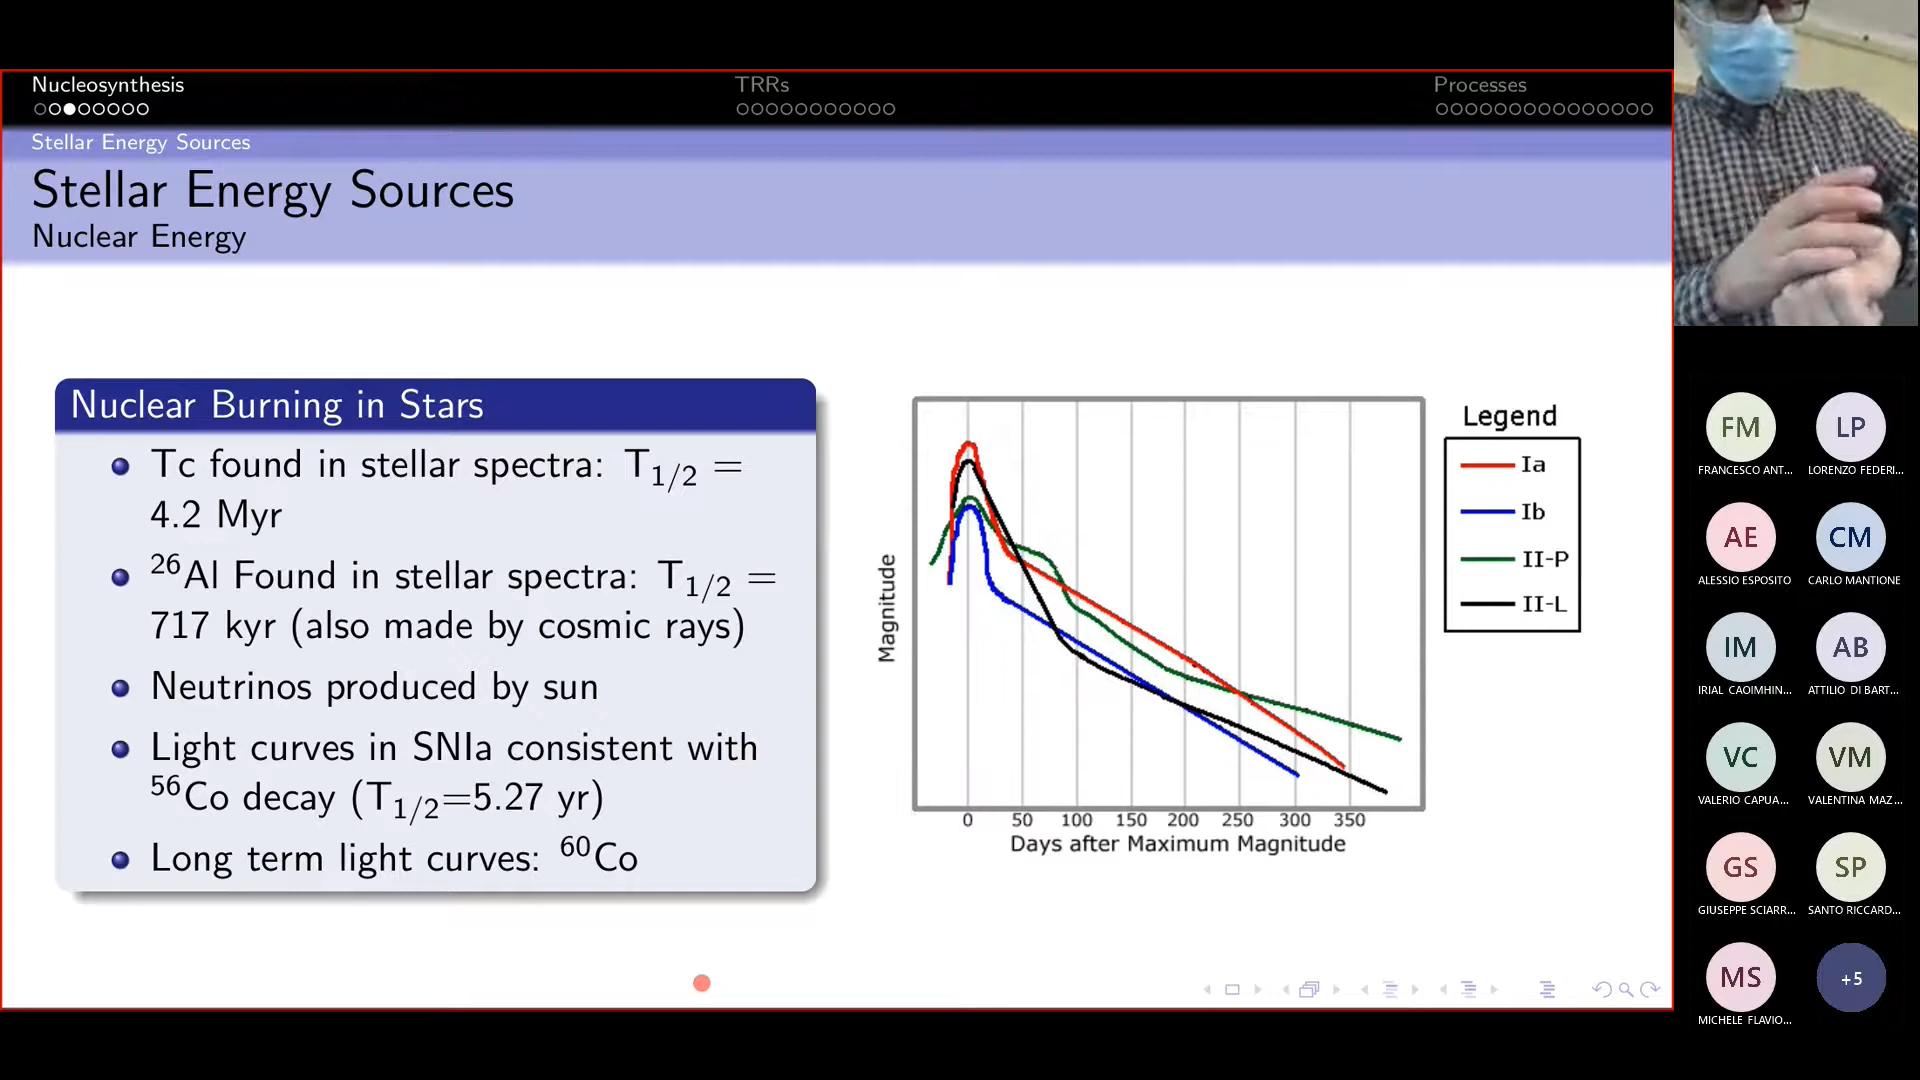 Nucleosynthesis
TRRs
Processes
Stellar Energy Sources
Stellar Energy Sources
Nuclear Energy
Nuclear Burning in Stars
Tc found in stellar spectra: T1/2 =
4.2 Myr
26Al Found in stellar spectra: T1/2 =
717 kyr (also made by cosmic rays)
Neutrinos produced by sun
Light curves in SNIa consistent with
56Co decay (T1/2=5.27 yr)
Long term light curves: 60Co
Magnitude
0 50 100 150 200 250 300 350
Days after Maximum Magnitude
Legend
Ia
Ib
II-P
II-L
FM
FRANCESCO ANT...
LP
LORENZO FEDERI...
AE
ALESSIO ESPOSITO
CM
CARLO MANTIONE
IM
IRIAL CAOIMHIN...
AB
ATTILIO DI BART...
VC
VALERIO CAPUA...
VM
VALENTINA MAZ...
GS
GIUSEPPE SCIARR...
SP
SANTO RICCARD...
MS
MICHELE FLAVIO...
+5